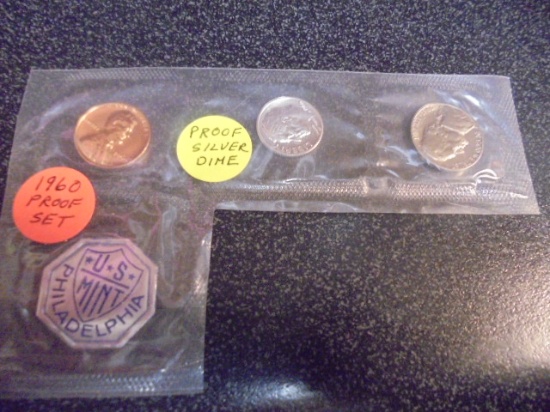 PROOF
SILVER
DIME
1960
PROOF
SET
U.S.
MINT
PHILADELPHIA